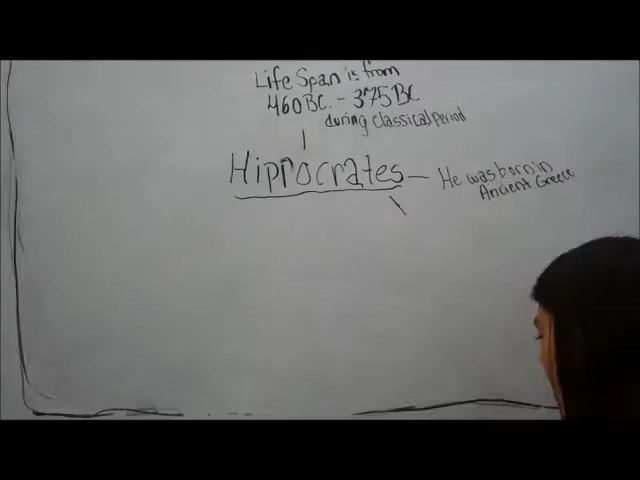 Life Span is from
460 BC. - 375 BC
during classical period
Hippocrates - He was born in
Ancient Greece